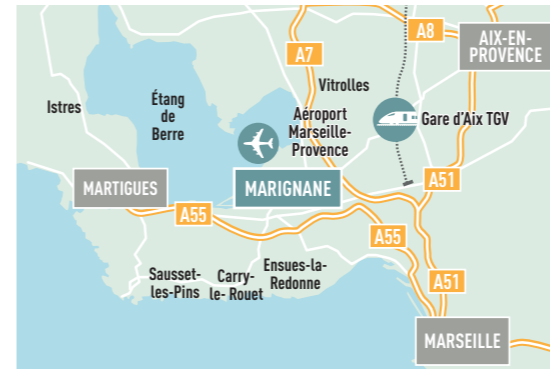 A8
AIX-EN-
PROVENCE
A7
Vitrolles
Istres
Étang
de
Berre
Aéroport
Marseille-
Provence
Gare d'Aix TGV
MARTIGUES
MARIGNANE
A51
A55
A55
Sausset-
les-Pins
Carry-
le- Rouet
Ensues-la-
Redonne
A51
MARSEILLE